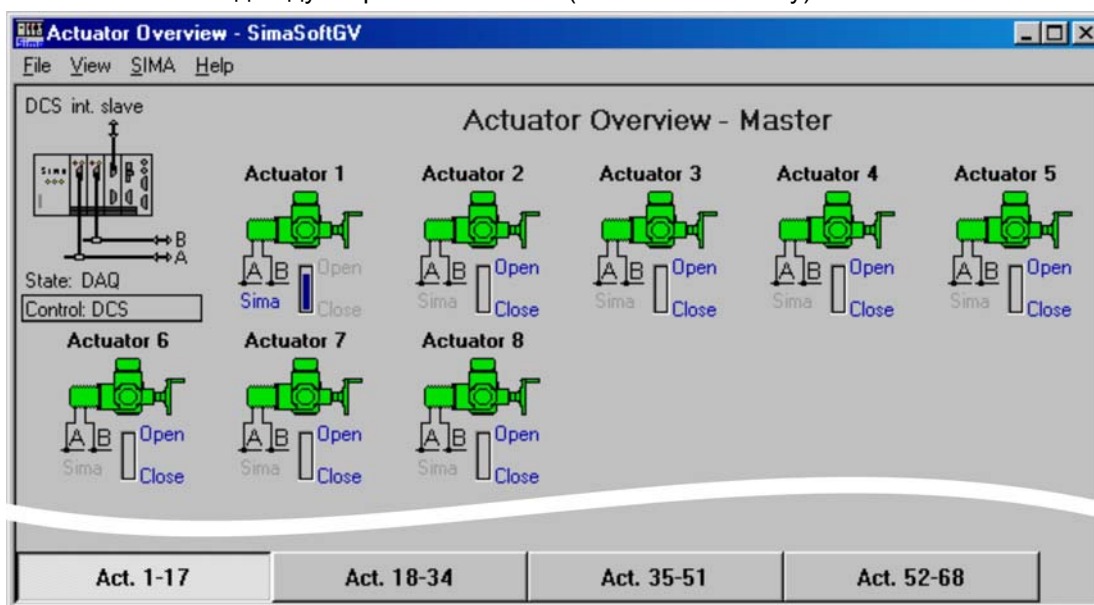 Actuator Overview - SimaSoftGV
File View SIMA Help
DCS int. slave
Actuator Overview - Master
Sima
B
A
State: DAQ
Control: DCS
Actuator 1
A B Open
Sima Close
Actuator 2
A B Open
Sima Close
Actuator 3
A B Open
Sima Close
Actuator 4
A B Open
Sima Close
Actuator 5
A B Open
Sima Close
Actuator 6
A B Open
Sima Close
Actuator 7
A B Open
Sima Close
Actuator 8
A B Open
Sima Close
Act. 1-17
Act. 18-34
Act. 35-51
Act. 52-68